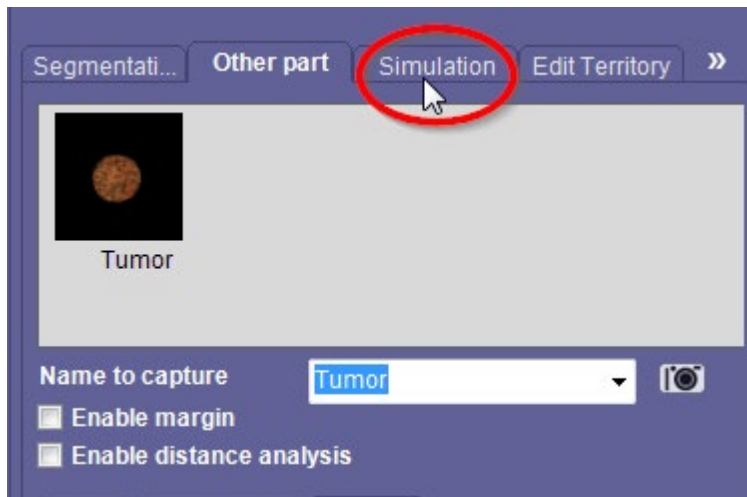 Segmentati... Other part Simulation Edit Territory »
Tumor
Name to capture Tumor
Enable margin
Enable distance analysis